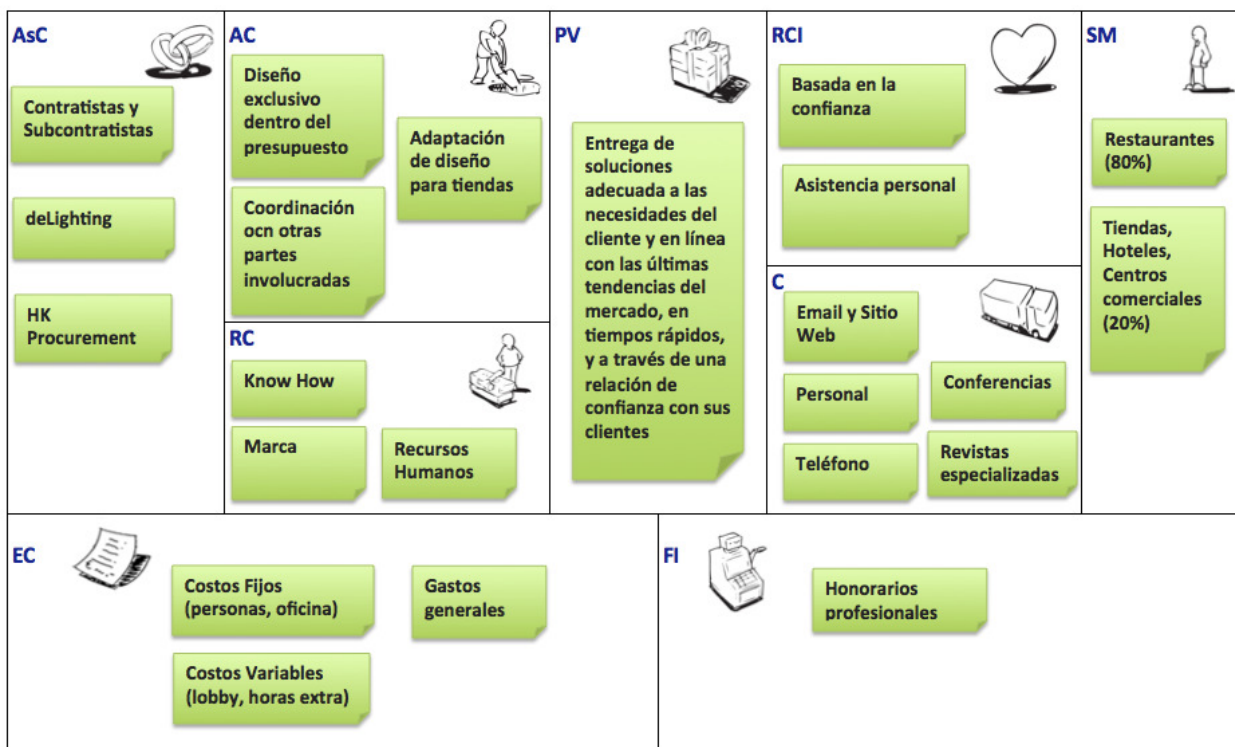 AsC
Contratistas y
Subcontratistas
deLighting
HK
Procurement
AC
Diseño
exclusivo
dentro del
presupuesto
Adaptación
de diseño
para tiendas
Coordinación
ocn otras
partes
involucradas
RC
Know How
Marca
Recursos
Humanos
PV
Entrega de
soluciones
adecuada a las
necesidades del
cliente y en línea
con las últimas
tendencias del
mercado, en
tiempos rápidos,
y a través de una
relación de
confianza con sus
clientes
RCI
Basada en la
confianza
Asistencia personal
C
Email y Sitio
Web
Personal
Conferencias
Teléfono
Revistas
especializadas
SM
Restaurantes
(80%)
Tiendas,
Hoteles,
Centros
comerciales
(20%)
EC
Costos Fijos
(personas, oficina)
Gastos
generales
Costos Variables
(lobby, horas extra)
FI
Honorarios
profesionales